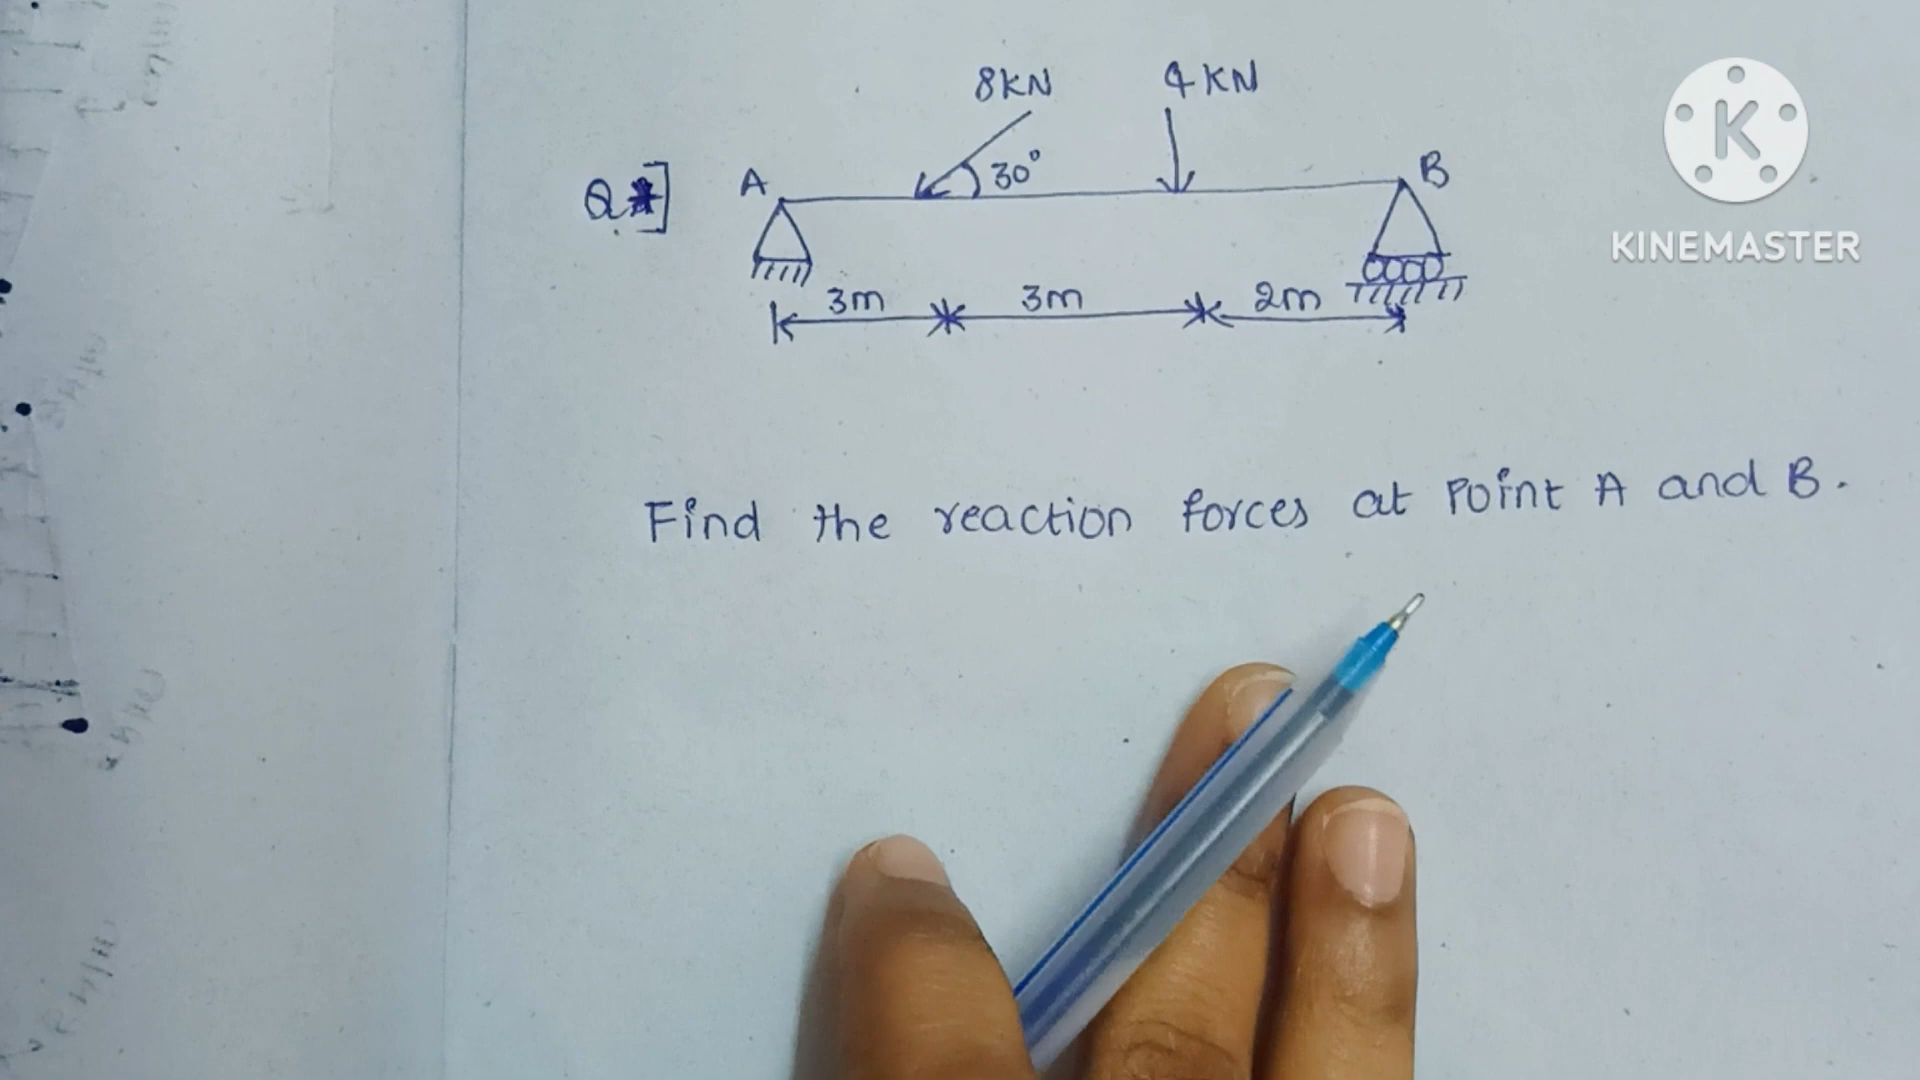 8KN 4KN
Q
A 30° B
3m 3m 2m
Find the reaction forces at Point A and B.
KINEMASTER